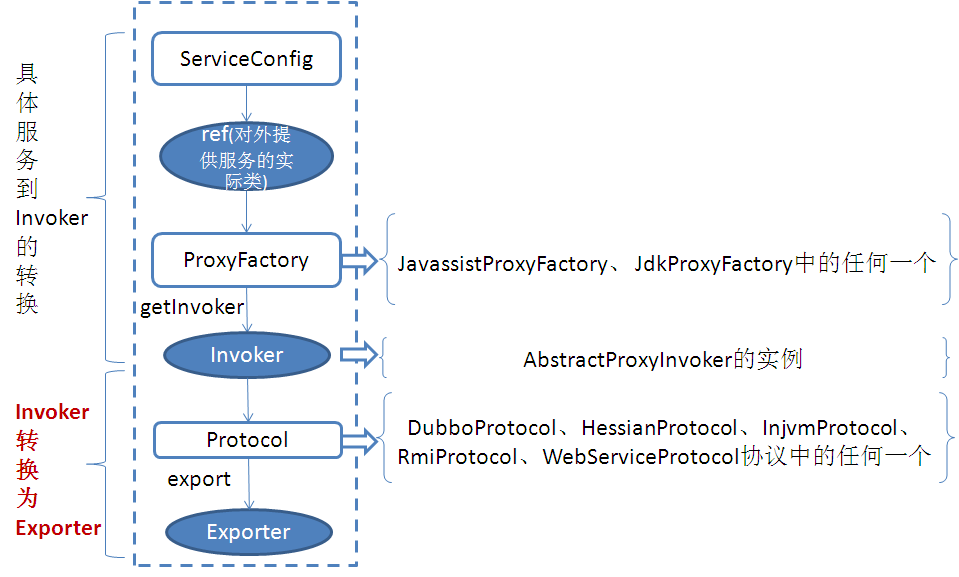 具
体
服
务
到
Invoker
的
转
换
ServiceConfig
ref(对外提
供服务的实
际类)
ProxyFactory
JavassistProxyFactory、JdkProxyFactory中的任何一个
getInvoker
Invoker
AbstractProxyInvoker的实例
Invoker
转
换
为
Exporter
Protocol
DubboProtocol、HessianProtocol、InjvmProtocol、
RmiProtocol、WebServiceProtocol协议中的任何一个
export
Exporter